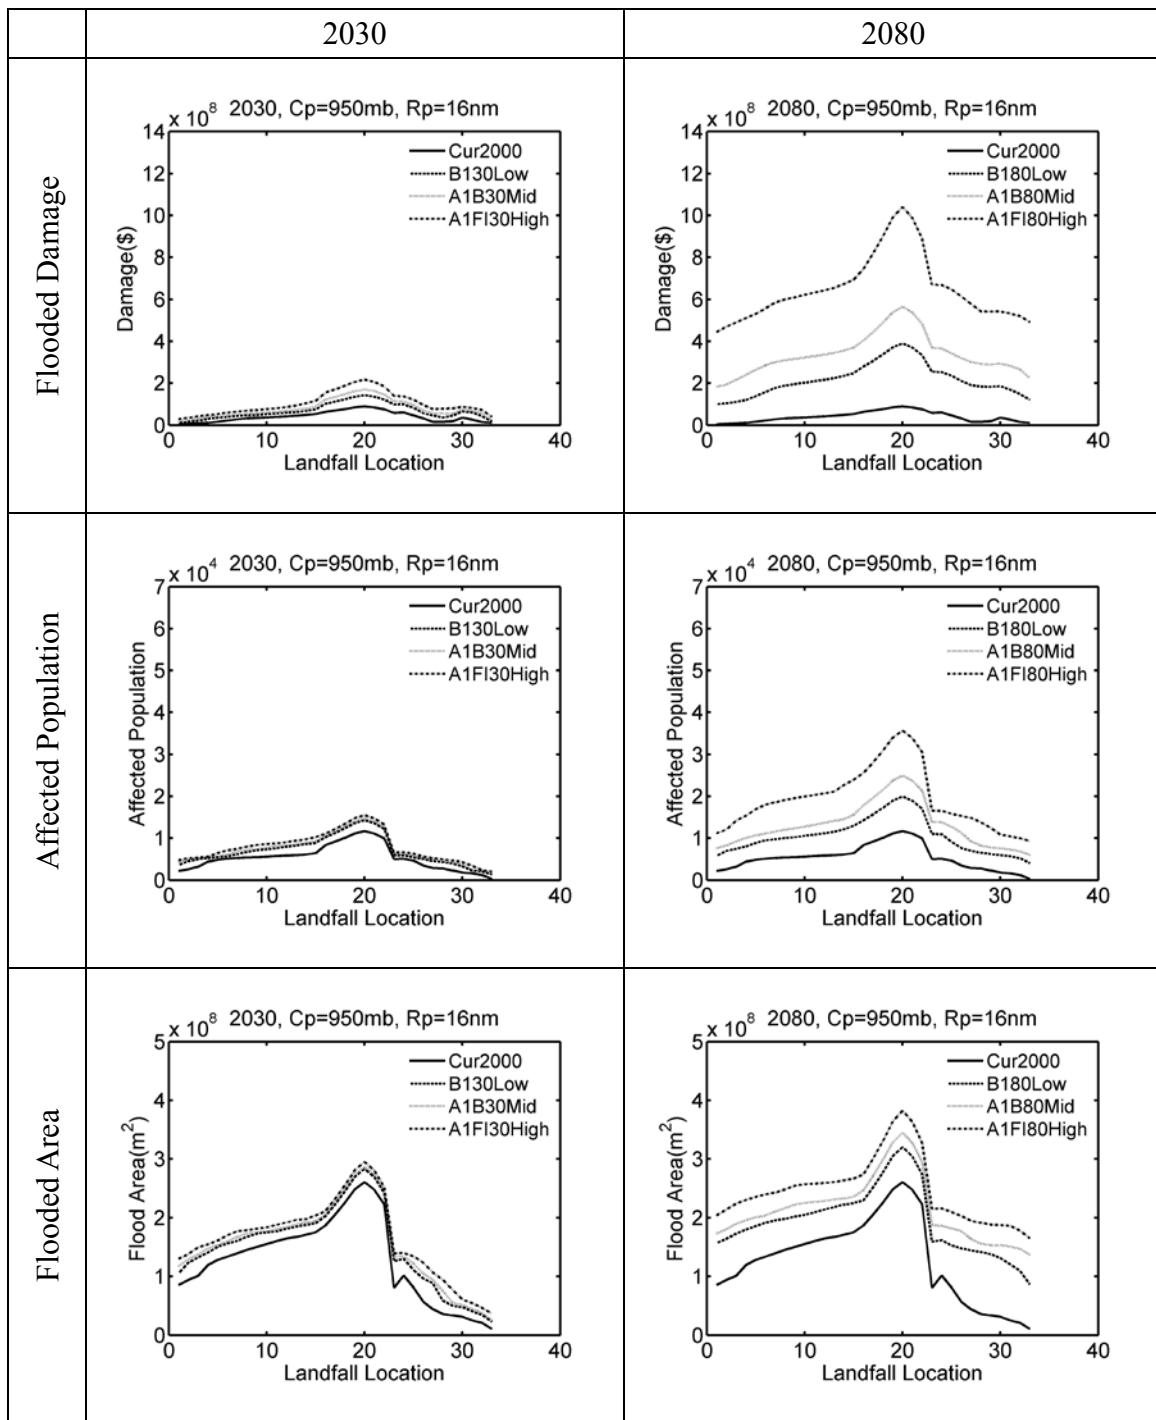 2030
2080
Flooded Damage
x 10^8 2030, Cp=950mb, Rp=16nm
14
12
10
8
6
4
2
0
Damage($)
Cur2000
B130Low
A1B30Mid
A1FI30High
0 10 20 30 40
Landfall Location
x 10^8 2080, Cp=950mb, Rp=16nm
14
12
10
8
6
4
2
0
Damage($)
Cur2000
B180Low
A1B80Mid
A1FI80High
0 10 20 30 40
Landfall Location
Affected Population
x 10^4 2030, Cp=950mb, Rp=16nm
7
6
5
4
3
2
1
0
Affected Population
Cur2000
B130Low
A1B30Mid
A1FI30High
0 10 20 30 40
Landfall Location
x 10^4 2080, Cp=950mb, Rp=16nm
7
6
5
4
3
2
1
0
Affected Population
Cur2000
B180Low
A1B80Mid
A1FI80High
0 10 20 30 40
Landfall Location
Flooded Area
x 10^8 2030, Cp=950mb, Rp=16nm
5
4
3
2
1
0
Flood Area(m^2)
Cur2000
B130Low
A1B30Mid
A1FI30High
0 10 20 30 40
Landfall Location
x 10^8 2080, Cp=950mb, Rp=16nm
5
4
3
2
1
0
Flood Area(m^2)
Cur2000
B180Low
A1B80Mid
A1FI80High
0 10 20 30 40
Landfall Location